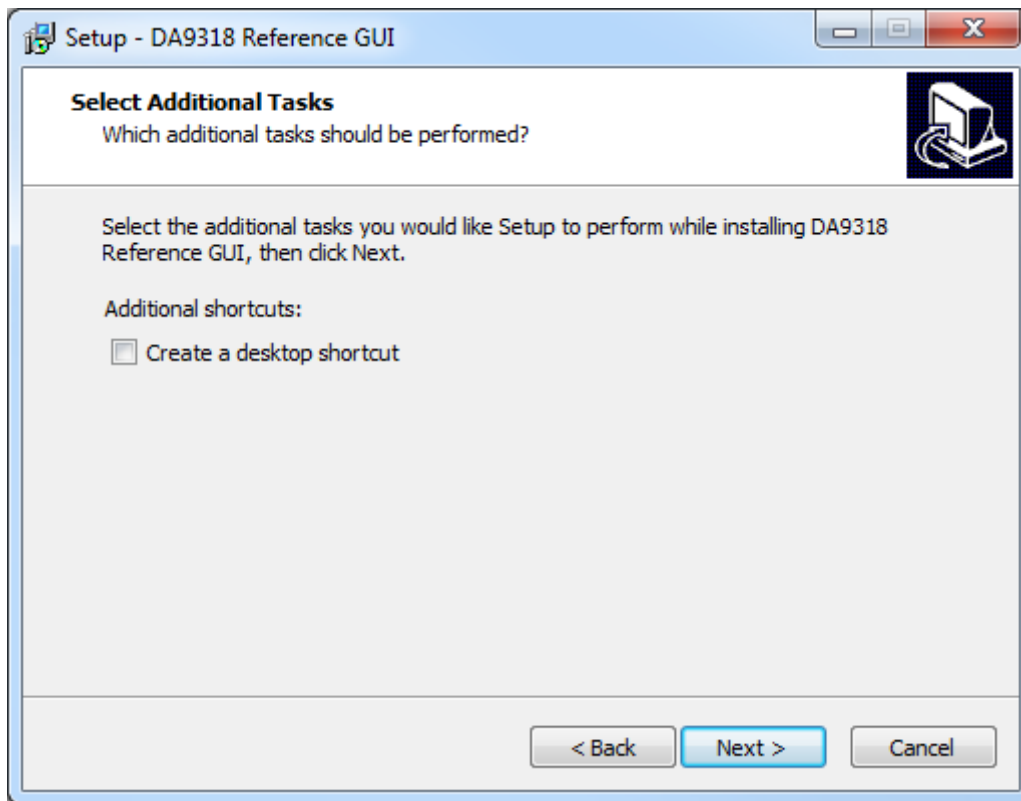 Setup - DA9318 Reference GUI
Select Additional Tasks
Which additional tasks should be performed?
Select the additional tasks you would like Setup to perform while installing DA9318
Reference GUI, then click Next.
Additional shortcuts:
Create a desktop shortcut
< Back Next > Cancel